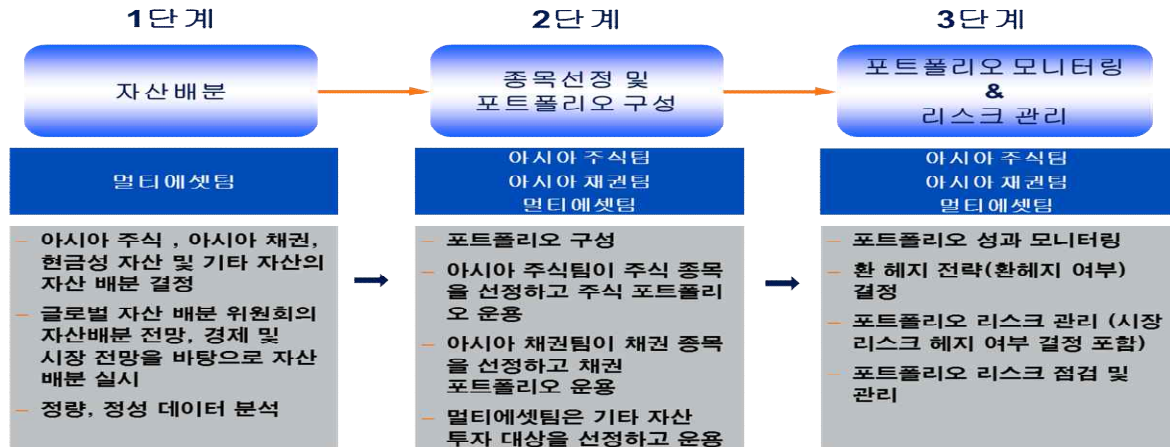 1단계
2단계
3단계
자산배분
종목선정 및
포트폴리오 구성
포트폴리오 모니터링
&
리스크 관리
멀티에셋팀
아시아 주식팀
아시아 재권팀
멀티에셋팀
아시아 주식팀
아시아 재권팀
멀티에셋팀
– 아시아 주식 , 아시아 채권,
현금성 자산 및 기타 자산의
자산 배분 결정
– 글로벌 자산 배분 위원회의
자산배분 전망, 경제 및
시장 전망을 바탕으로 자산
배분 실시
– 정량, 정성 데이터 분석
– 포트폴리오 구성
– 아시아 주식팀이 주식 종목
을 선정하고 주식 포트폴리
오 운용
– 아시아 채권팀이 채권 종목
을 선정하고 채권
포트폴리오 운용
– 멀티에셋팀은 기타 자산
투자 대상을 선정하고 운용
– 포트폴리오 성과 모니터링
– 환 헤지 전략(환헤지 여부)
결정
– 포트폴리오 리스크 관리 (시장
리스크 헤지 여부 결정 포함)
– 포트폴리오 리스크 점검 및
관리